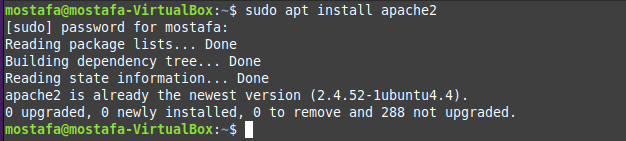 mostafa@mostafa-VirtualBox:~$ sudo apt install apache2
[sudo] password for mostafa:
Reading package lists... Done
Building dependency tree... Done
Reading state information... Done
apache2 is already the newest version (2.4.52-1ubuntu4.4).
0 upgraded, 0 newly installed, 0 to remove and 288 not upgraded.
mostafa@mostafa-VirtualBox:~$